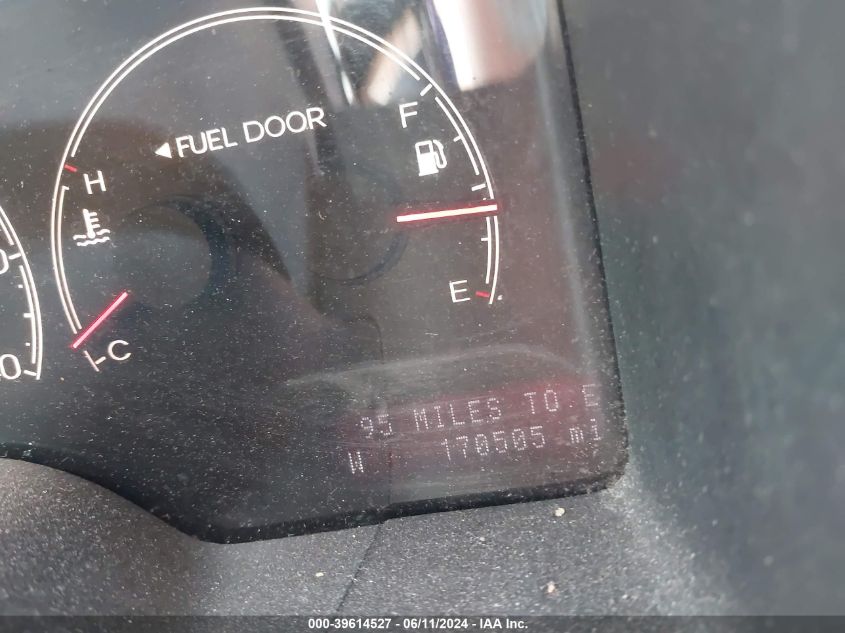 F
◄FUEL DOOR
H
E
C
95 MILES TO E
N 170505 mi
000-39614527 - 06/11/2024 - IAA Inc.